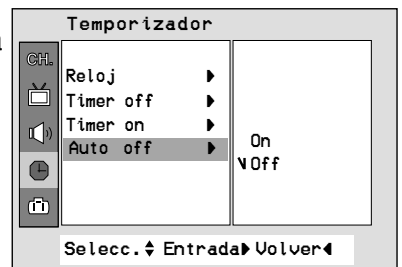 Temporizador
CH.
Reloj
Timer off
Timer on
Auto off
On
Off
Selecc. Entrada Volver